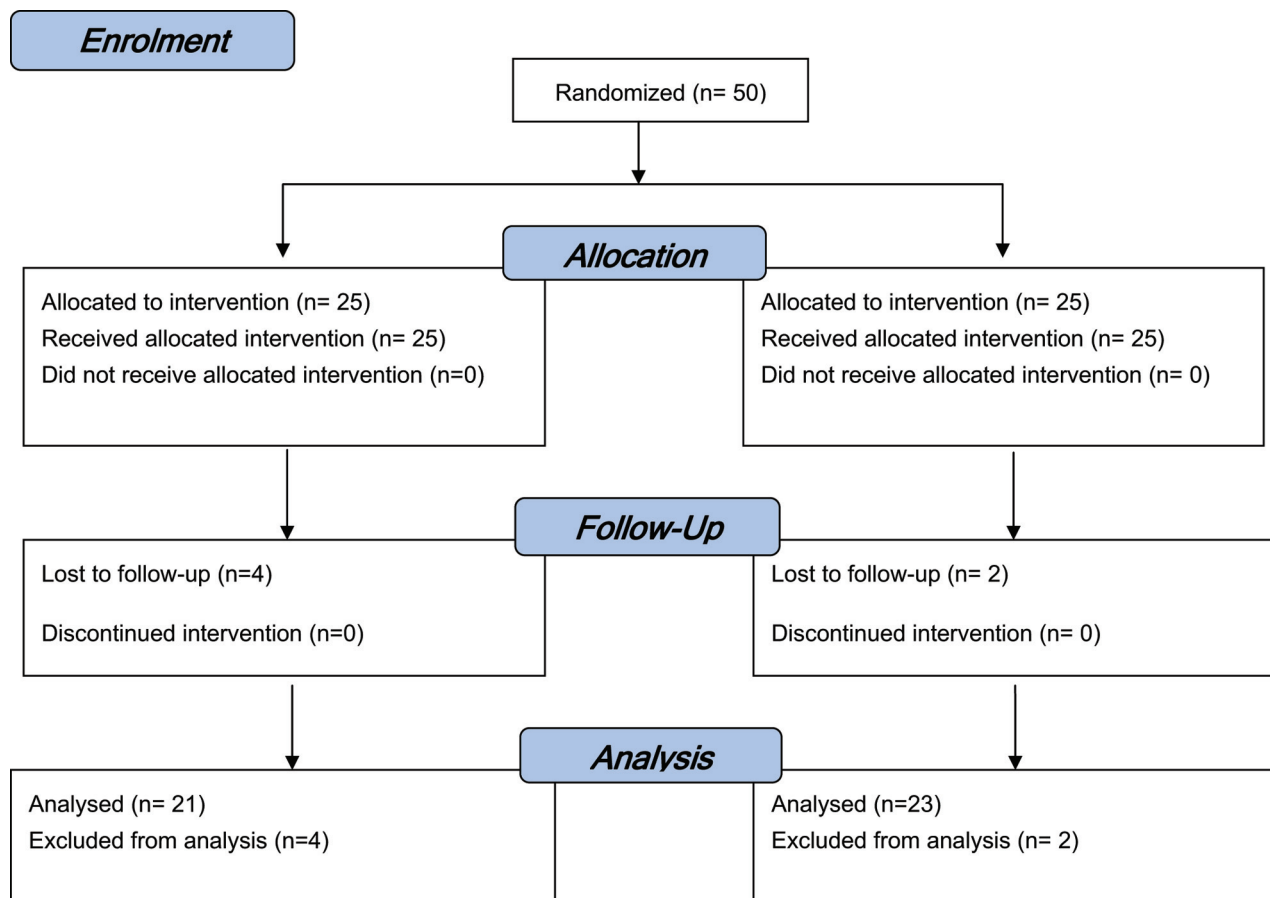 Enrolment
Randomized (n= 50)
Allocation
Allocated to intervention (n= 25)
Received allocated intervention (n= 25)
Did not receive allocated intervention (n=0)
Allocated to intervention (n= 25)
Received allocated intervention (n= 25)
Did not receive allocated intervention (n= 0)
Follow-Up
Lost to follow-up (n=4)
Discontinued intervention (n=0)
Lost to follow-up (n= 2)
Discontinued intervention (n= 0)
Analysis
Analysed (n= 21)
Excluded from analysis (n=4)
Analysed (n=23)
Excluded from analysis (n= 2)